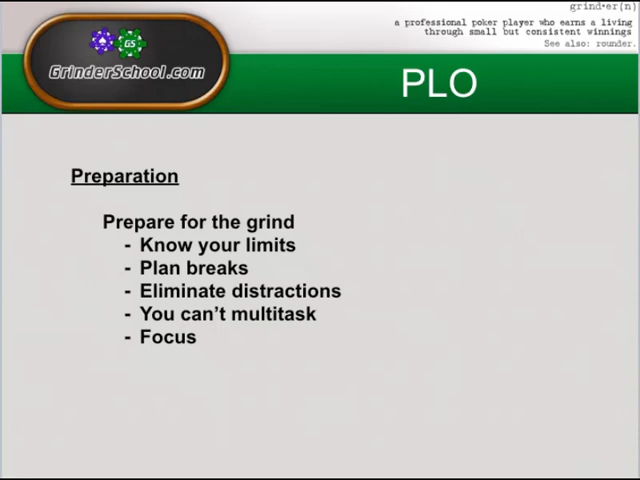 grind•er(n)
a professional poker player who earns a living
through small but consistent winnings
See also: rounder.
GS
GrinderSchool.com
PLO
Preparation
Prepare for the grind
- Know your limits
- Plan breaks
- Eliminate distractions
- You can't multitask
- Focus